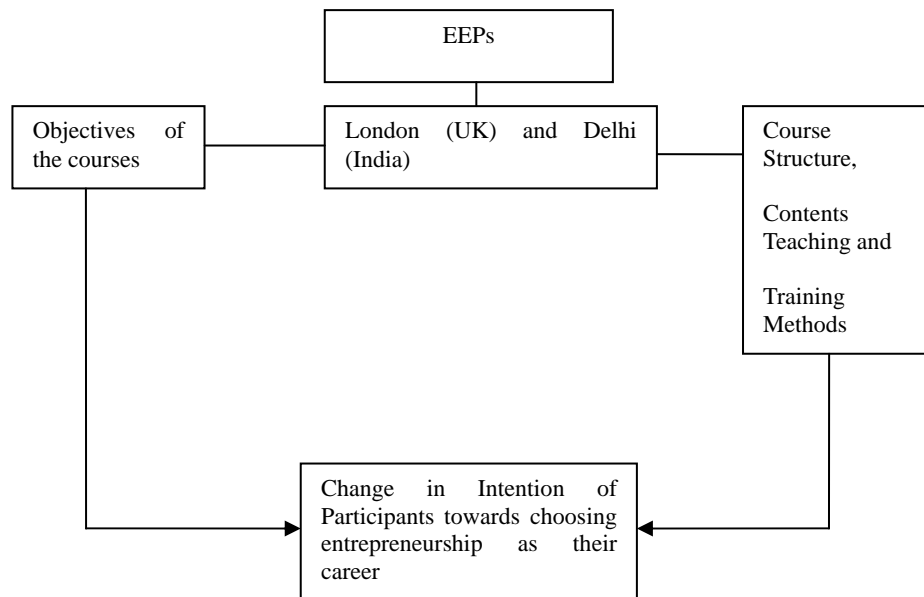 EEPs
Objectives of
the courses
London (UK) and Delhi
(India)
Course
Structure,
Contents
Teaching and
Training
Methods
Change in Intention of
Participants towards choosing
entrepreneurship as their
career